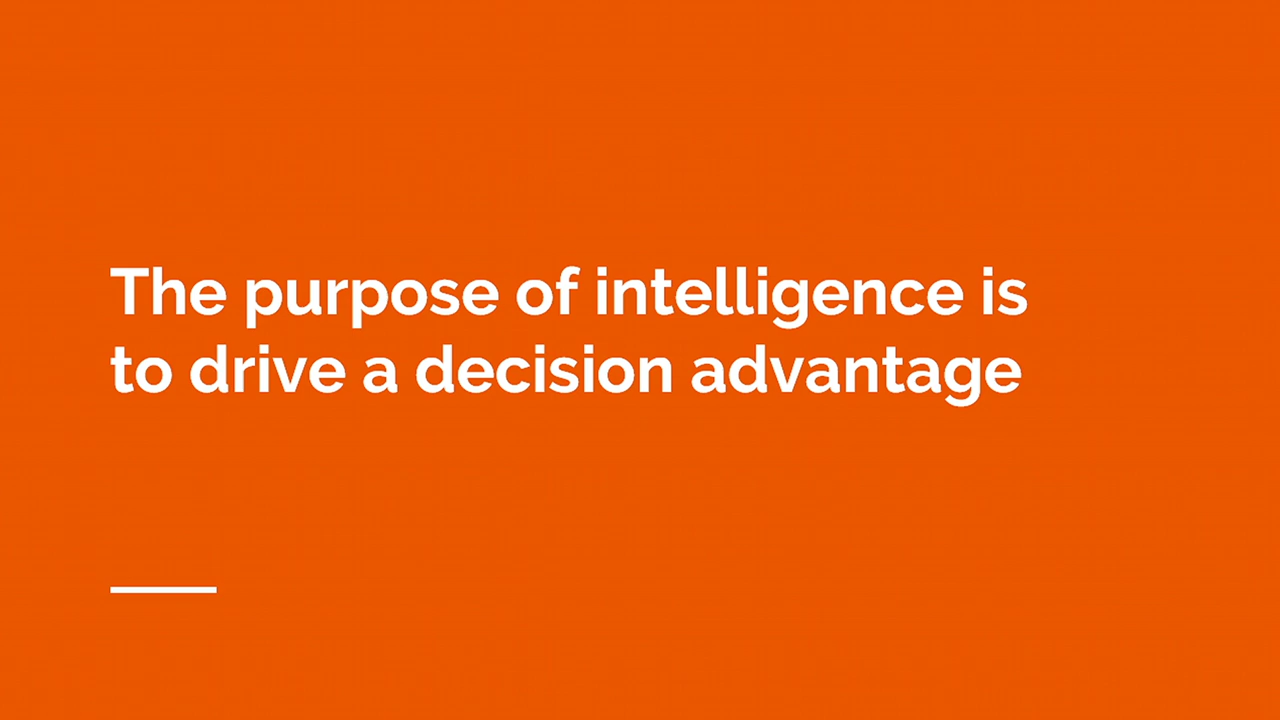 The purpose of intelligence is
to drive a decision advantage